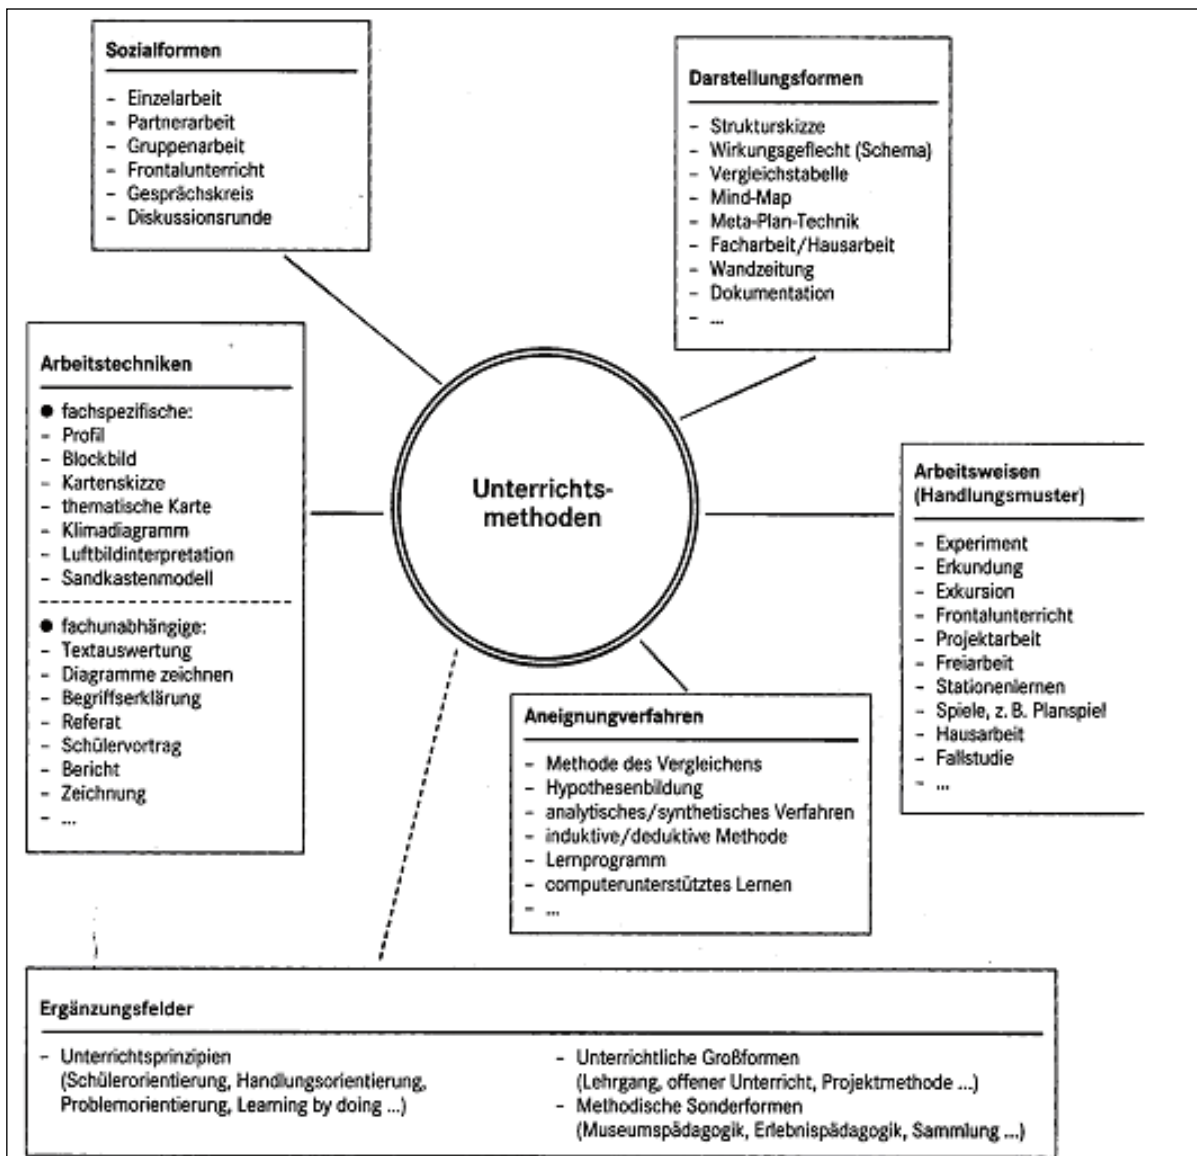 Sozialformen
– Einzelarbeit
– Partnerarbeit
– Gruppenarbeit
– Frontalunterricht
– Gesprächskreis
– Diskussionsrunde
Darstellungsformen
– Strukturskizze
– Wirkungsgeflecht (Schema)
– Vergleichstabelle
– Mind-Map
– Meta-Plan-Technik
– Facharbeit/Hausarbeit
– Wandzeitung
– Dokumentation
– ...
Arbeitstechniken
● fachspezifische:
– Profil
– Blockbild
– Kartenskizze
– thematische Karte
– Klimadiagramm
– Luftbildinterpretation
– Sandkastenmodell
● fachunabhängige:
– Textauswertung
– Diagramme zeichnen
– Begriffserklärung
– Referat
– Schülervortrag
– Bericht
– Zeichnung
– ...
Unterrichts-
methoden
Arbeitsweisen
(Handlungsmuster)
– Experiment
– Erkundung
– Exkursion
– Frontalunterricht
– Projektarbeit
– Freiarbeit
– Stationenlernen
– Spiele, z. B. Planspiel
– Hausarbeit
– Fallstudie
– ...
Aneignungverfahren
– Methode des Vergleichens
– Hypothesenbildung
– analytisches/synthetisches Verfahren
– induktive/deduktive Methode
– Lernprogramm
– computerunterstütztes Lernen
– ...
Ergänzungsfelder
– Unterrichtsprinzipien
(Schülerorientierung, Handlungsorientierung,
Problemorientierung, Learning by doing ...)
– Unterrichtliche Großformen
(Lehrgang, offener Unterricht, Projektmethode ...)
– Methodische Sonderformen
(Museumspädagogik, Erlebnispädagogik, Sammlung ...)